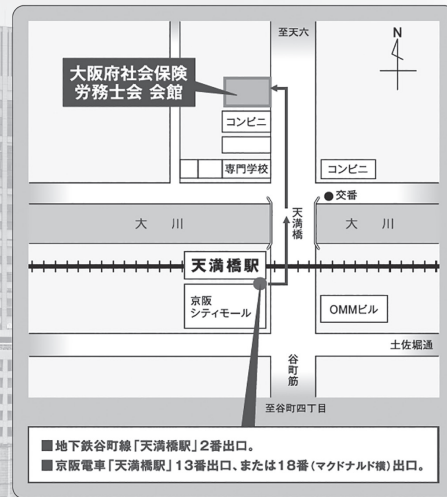 至天六
N
大阪府社会保険
労務士会 会館
コンビニ
専門学校
コンビニ
交番
天満橋
大川
大川
天満橋駅
京阪
シティモール
OMMビル
土佐堀通
谷町筋
至谷町四丁目
■地下鉄谷町線「天満橋駅」2番出口。
■京阪電車「天満橋駅」13番出口、または18番(マクドナルド横)出口。